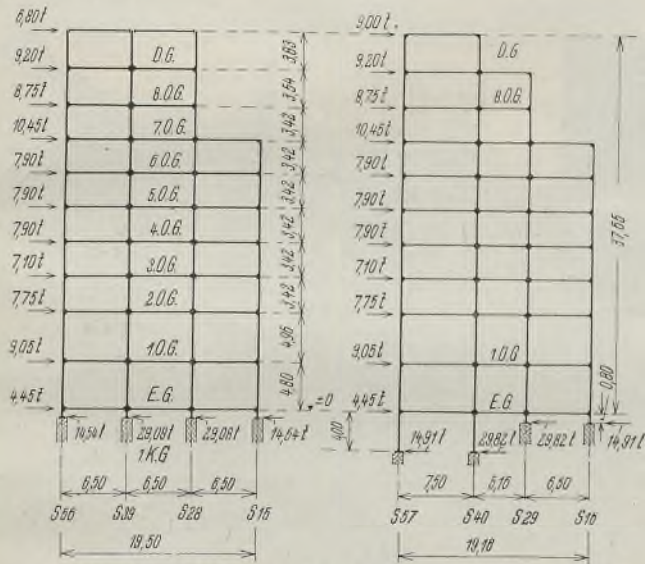 6,80t
9,20t
8,75t
10,45t
7,90t
7,90t
7,90t
7,10t
7,75t
9,05t
4,45t
D.G.
8.O.G.
7.O.G.
6.O.G.
5.O.G.
4.O.G.
3.O.G.
2.O.G.
1.O.G.
E.G.
3,63
3,54
3,42
3,42
3,42
3,42
3,42
3,42
4,96
4,80
±0
14,54t
29,08t
29,08t
14,54t
1 K.G
6,50
6,50
6,50
S56
S39
S28
S15
19,50
9,00t
9,20t
8,75t
10,45t
7,90t
7,90t
7,90t
7,10t
7,75t
9,05t
4,45t
D.G
8.O.G.
1.O.G
E.G.
37,65
0,80
4,00
14,91t
29,82t
29,82t
14,91t
7,50
5,16
6,50
S57
S40
S29
S16
19,16